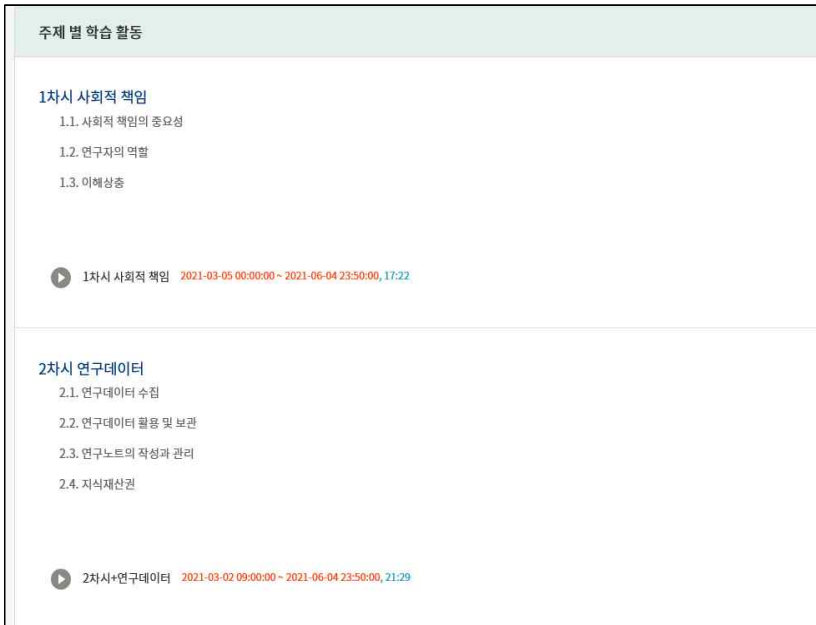 주제 별 학습 활동
1차시 사회적 책임
1.1. 사회적 책임의 중요성
1.2. 연구자의 역할
1.3. 이해상충
1차시 사회적 책임 2021-03-05 00:00:00 ~ 2021-06-04 23:50:00, 17:22
2차시 연구데이터
2.1. 연구데이터 수집
2.2. 연구데이터 활용 및 보관
2.3. 연구노트의 작성과 관리
2.4. 지식재산권
2차시+연구데이터 2021-03-02 09:00:00 ~ 2021-06-04 23:50:00, 21:29